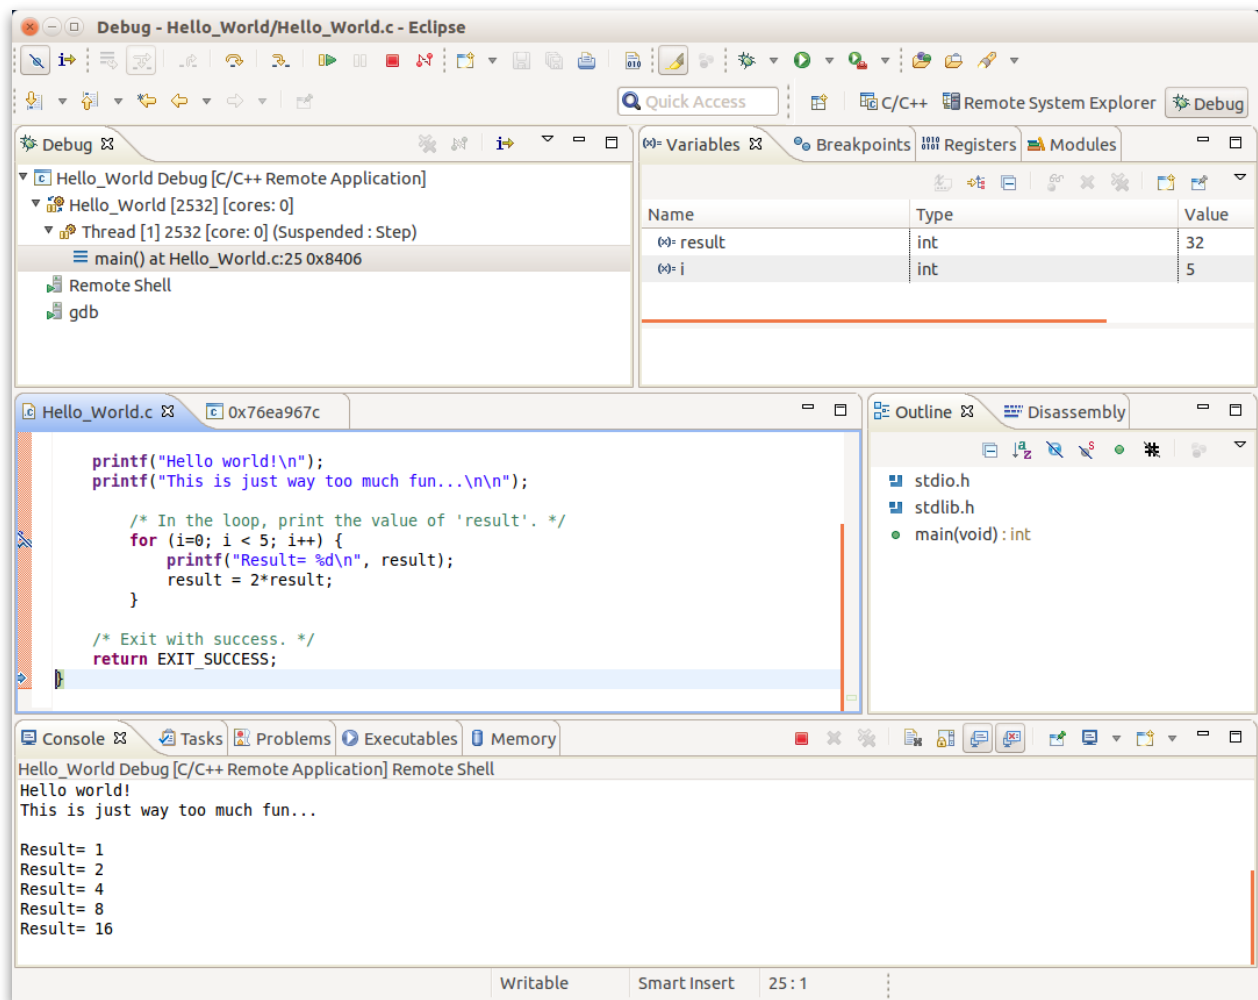 Debug - Hello_World/Hello_World.c - Eclipse
Quick Access
C/C++
Remote System Explorer
Debug
Debug
Hello_World Debug [C/C++ Remote Application]
Hello_World [2532] [cores: 0]
Thread [1] 2532 [core: 0] (Suspended : Step)
main() at Hello_World.c:25 0x8406
Remote Shell
gdb
(x)= Variables
Breakpoints
1010 0101 Registers
Modules
Name Type Value
(x)= result int 32
(x)= i int 5
Hello_World.c
0x76ea967c
printf("Hello world!\n");
printf("This is just way too much fun...\n\n");
/* In the loop, print the value of 'result'. */
for (i=0; i < 5; i++) {
printf("Result= %d\n", result);
result = 2*result;
}
/* Exit with success. */
return EXIT_SUCCESS;
}
Outline
Disassembly
stdio.h
stdlib.h
main(void) : int
Console
Tasks
Problems
Executables
Memory
Hello_World Debug [C/C++ Remote Application] Remote Shell
Hello world!
This is just way too much fun...
Result= 1
Result= 2
Result= 4
Result= 8
Result= 16
Writable
Smart Insert
25 : 1